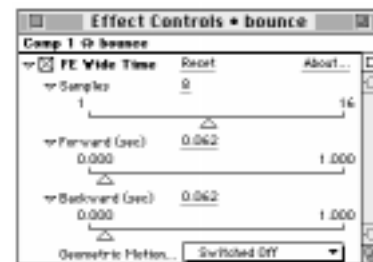 Effect Controls • bounce
Comp 1 bounce
FE Wide Time Reset About...
Samples 8
1 16
Forward (sec) 0.062
0.000 1.000
Backward (sec) 0.062
0.000 1.000
Geometric Motion... Switched Off